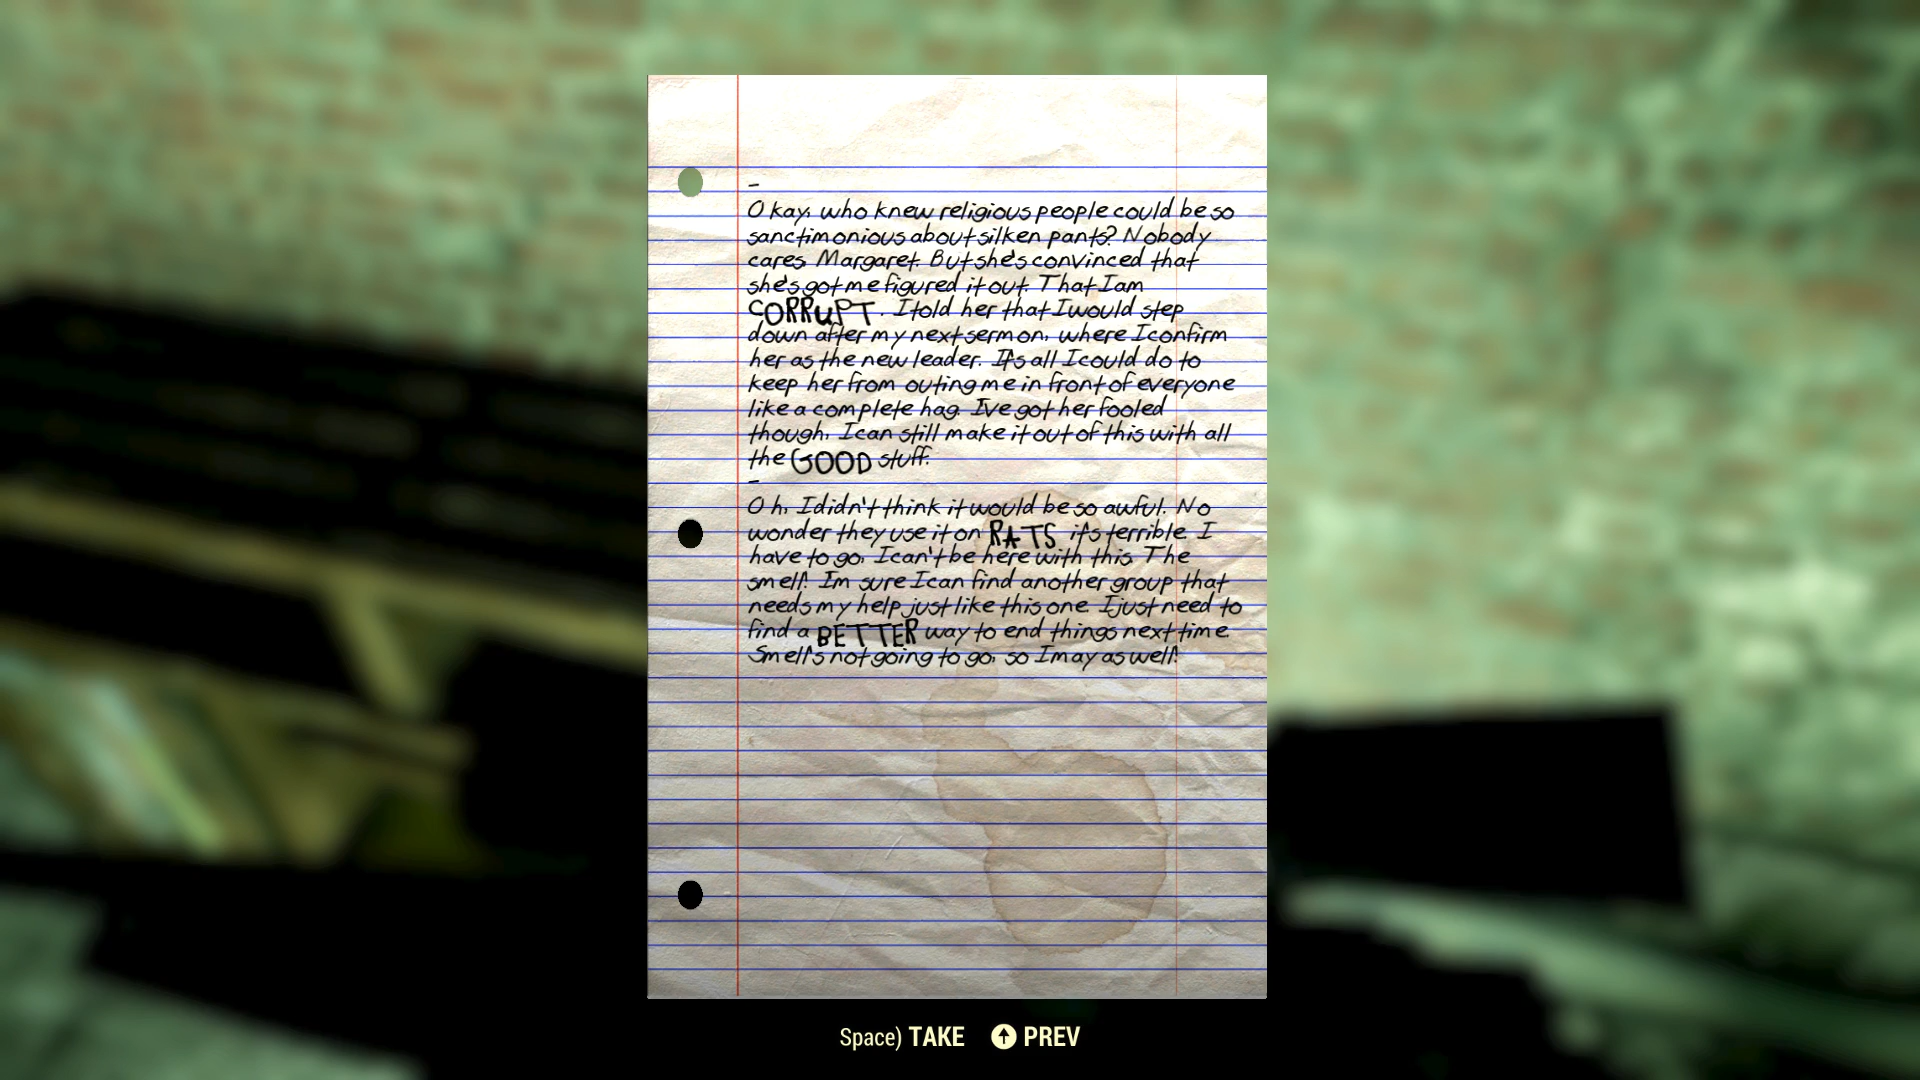 -
Okay, who knew religious people could be so
sanctimonious about silken pants? Nobody
cares, Margaret. But she's convinced that
she's got me figured it out. That I am
CORRUPT. I told her that I would step
down after my next sermon, where I confirm
her as the new leader. It's all I could do to
keep her from outing me in front of everyone
like a complete hag. I've got her fooled
though, I can still make it out of this with all
the GOOD stuff.
-
Oh, I didn't think it would be so awful. No
wonder they use it on RATS, it's terrible. I
have to go, I can't be here with this. The
smell! I'm sure I can find another group that
needs my help just like this one. I just need to
find a BETTER way to end things next time.
Smell's not going to go, so I may as well!
Space) TAKE PREV